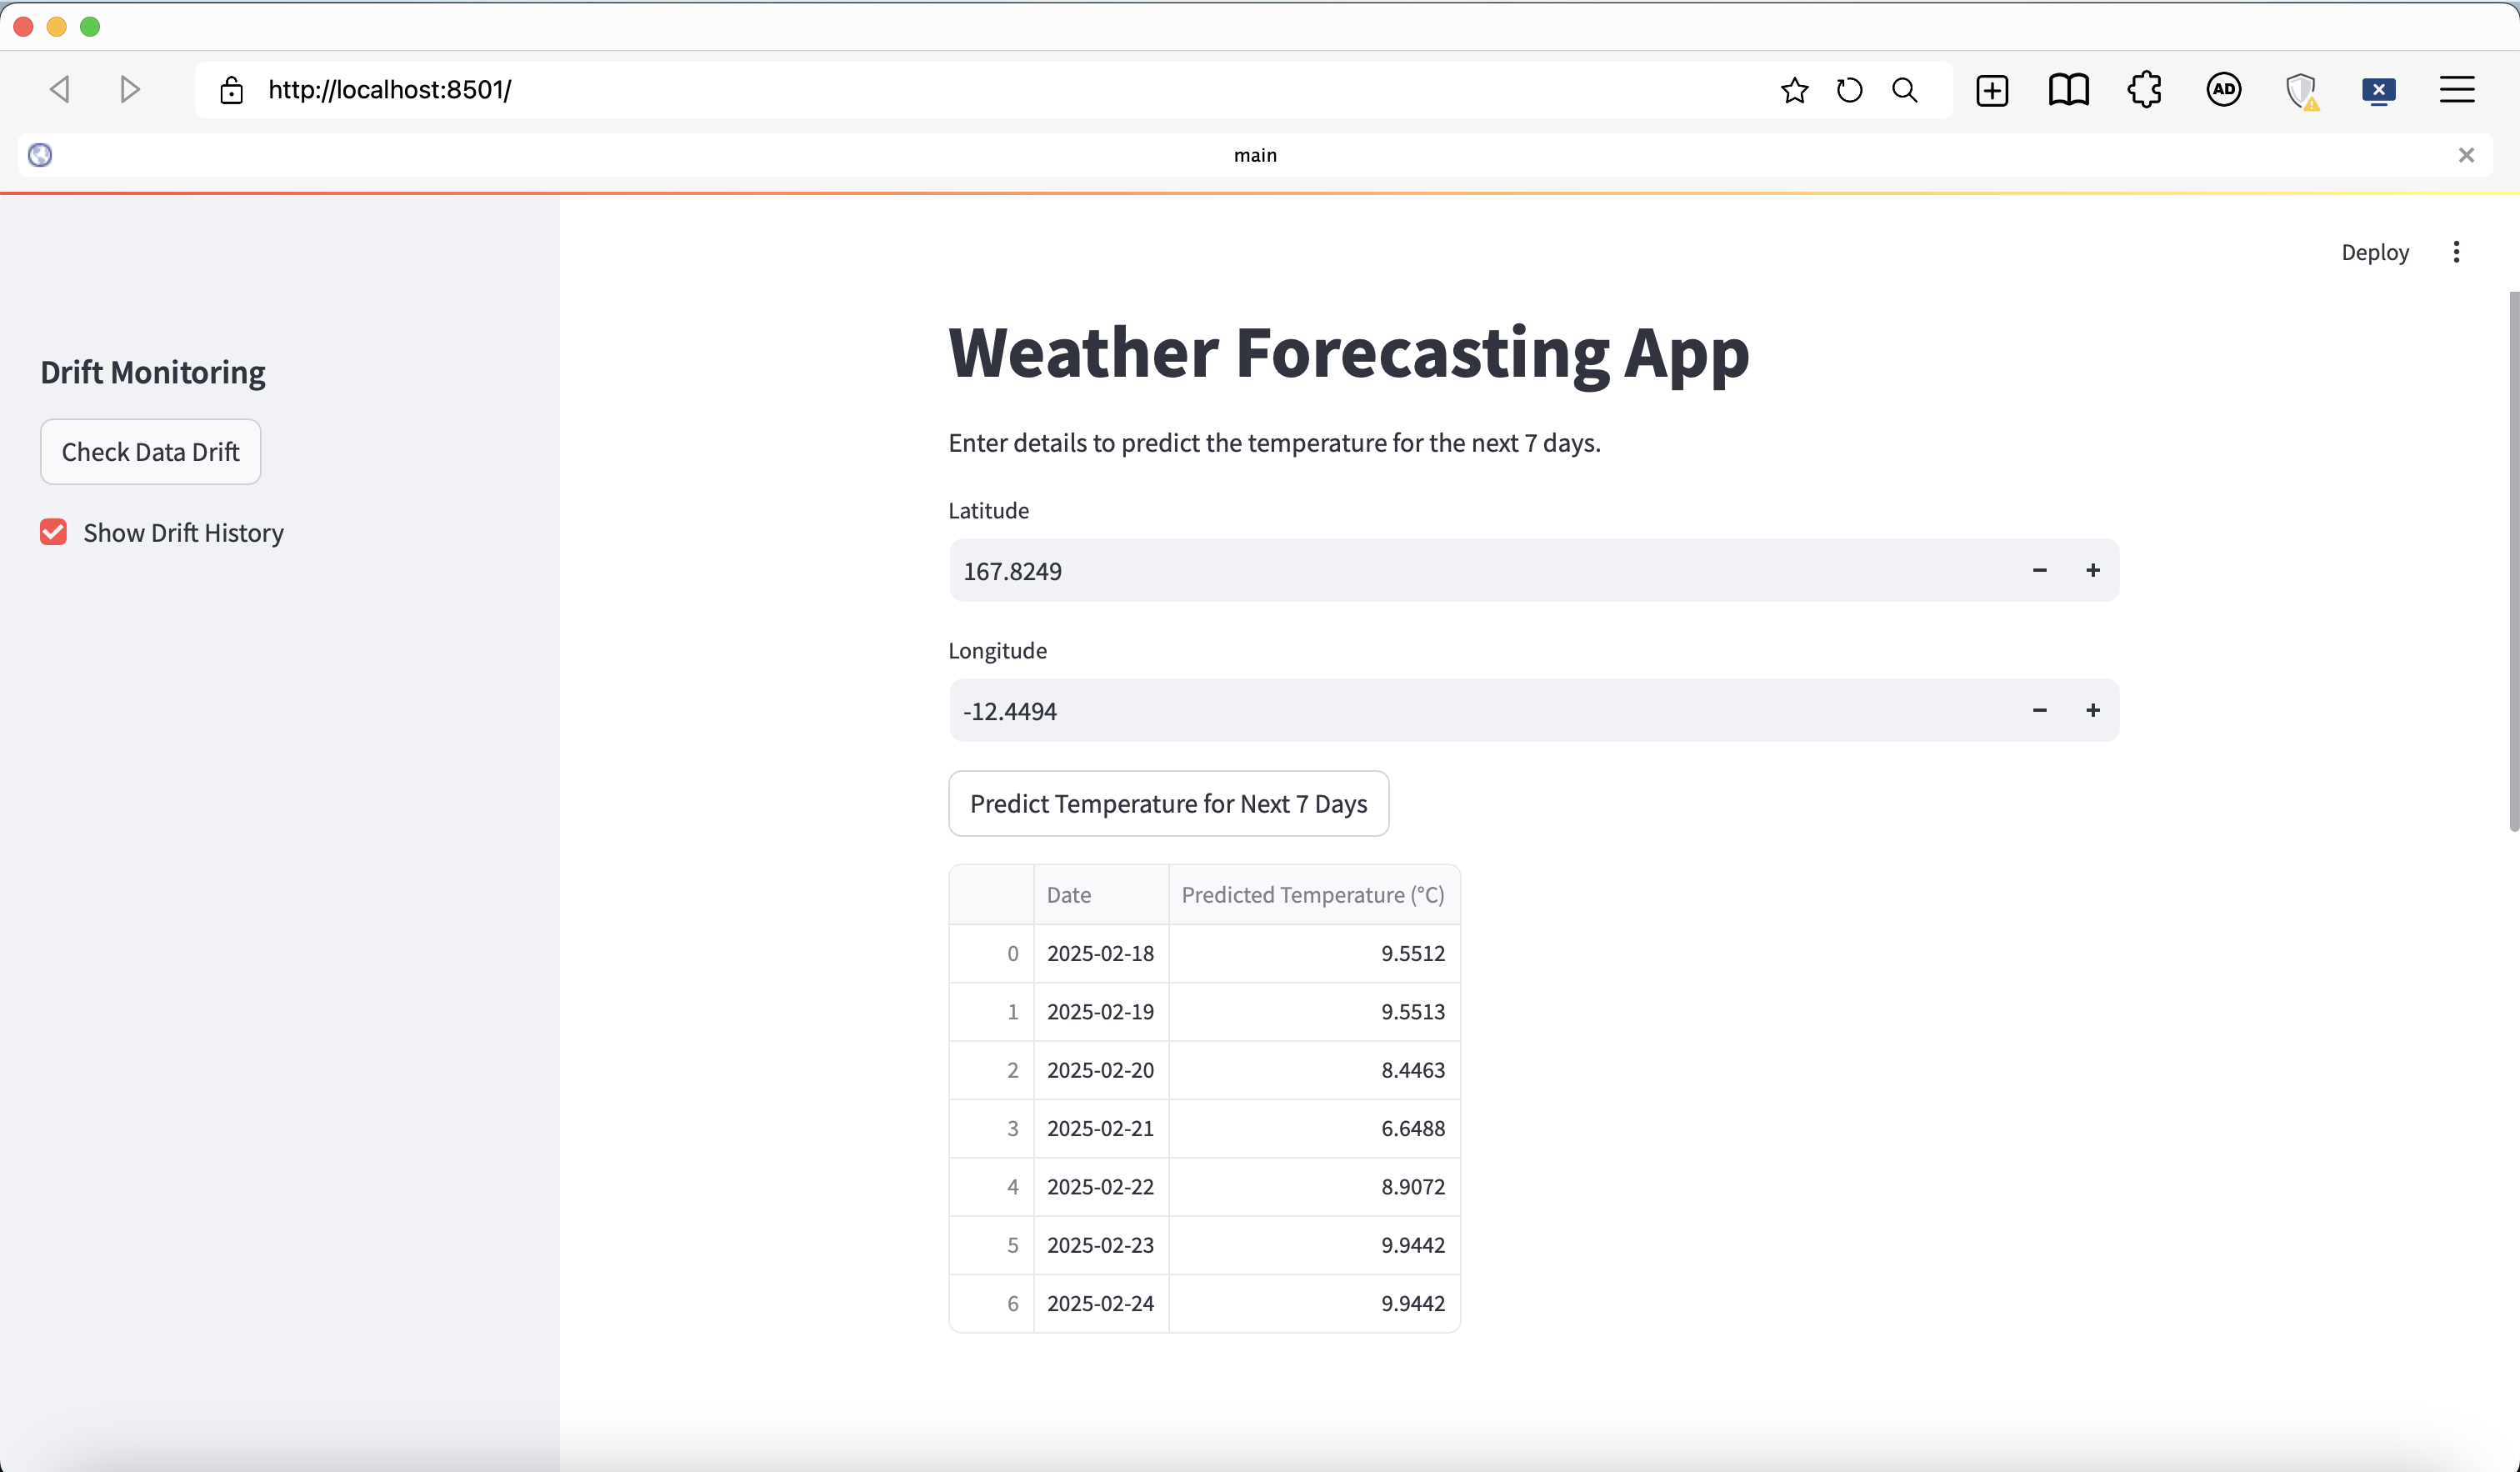 http://localhost:8501/
AD
main
Deploy
Drift Monitoring
Check Data Drift
Show Drift History
Weather Forecasting App
Enter details to predict the temperature for the next 7 days.
Latitude
167.8249
Longitude
-12.4494
Predict Temperature for Next 7 Days
Date Predicted Temperature (°C)
0 2025-02-18 9.5512
1 2025-02-19 9.5513
2 2025-02-20 8.4463
3 2025-02-21 6.6488
4 2025-02-22 8.9072
5 2025-02-23 9.9442
6 2025-02-24 9.9442